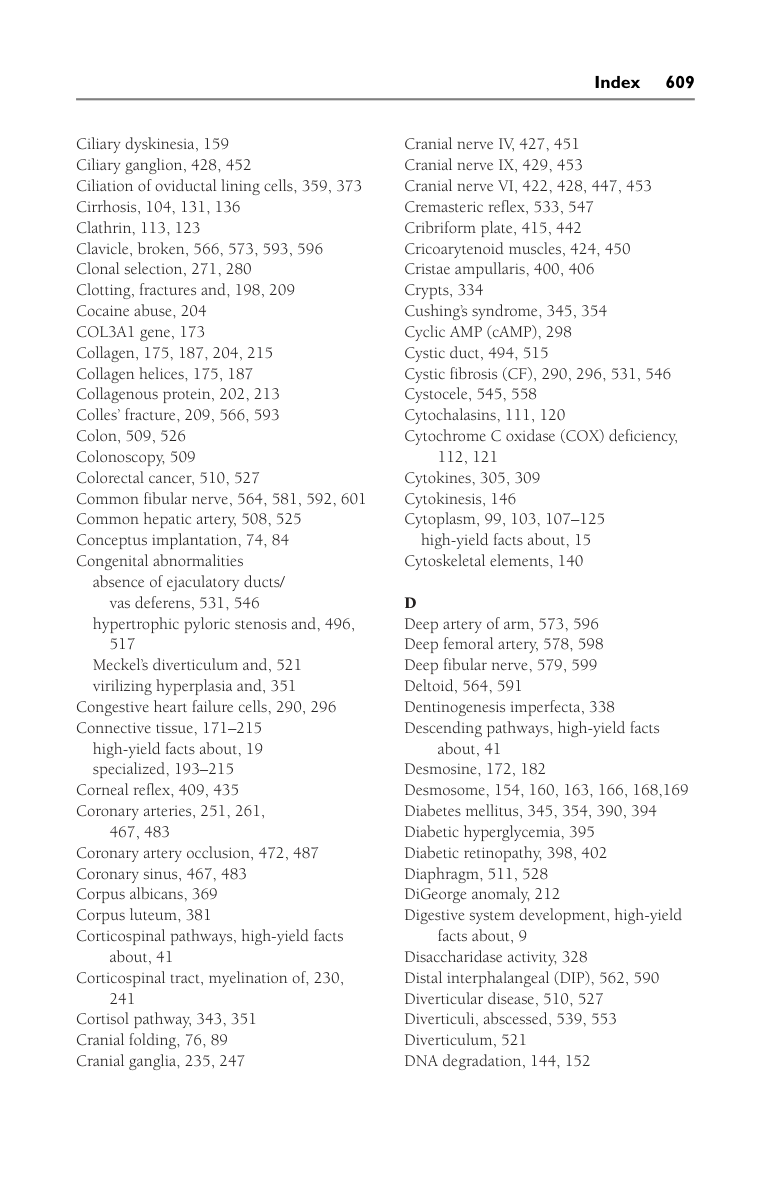 Index 609
Ciliary dyskinesia, 159
Ciliary ganglion, 428, 452
Ciliation of oviductal lining cells, 359, 373
Cirrhosis, 104, 131, 136
Clathrin, 113, 123
Clavicle, broken, 566, 573, 593, 596
Clonal selection, 271, 280
Clotting, fractures and, 198, 209
Cocaine abuse, 204
COL3A1 gene, 173
Collagen, 175, 187, 204, 215
Collagen helices, 175, 187
Collagenous protein, 202, 213
Colles’ fracture, 209, 566, 593
Colon, 509, 526
Colonoscopy, 509
Colorectal cancer, 510, 527
Common fibular nerve, 564, 581, 592, 601
Common hepatic artery, 508, 525
Conceptus implantation, 74, 84
Congenital abnormalities
absence of ejaculatory ducts/
vas deferens, 531, 546
hypertrophic pyloric stenosis and, 496,
517
Meckel’s diverticulum and, 521
virilizing hyperplasia and, 351
Congestive heart failure cells, 290, 296
Connective tissue, 171–215
high-yield facts about, 19
specialized, 193–215
Corneal reflex, 409, 435
Coronary arteries, 251, 261,
467, 483
Coronary artery occlusion, 472, 487
Coronary sinus, 467, 483
Corpus albicans, 369
Corpus luteum, 381
Corticospinal pathways, high-yield facts
about, 41
Corticospinal tract, myelination of, 230,
241
Cortisol pathway, 343, 351
Cranial folding, 76, 89
Cranial ganglia, 235, 247
Cranial nerve IV, 427, 451
Cranial nerve IX, 429, 453
Cranial nerve VI, 422, 428, 447, 453
Cremasteric reflex, 533, 547
Cribriform plate, 415, 442
Cricoarytenoid muscles, 424, 450
Cristae ampullaris, 400, 406
Crypts, 334
Cushing’s syndrome, 345, 354
Cyclic AMP (cAMP), 298
Cystic duct, 494, 515
Cystic fibrosis (CF), 290, 296, 531, 546
Cystocele, 545, 558
Cytochalasins, 111, 120
Cytochrome C oxidase (COX) deficiency,
112, 121
Cytokines, 305, 309
Cytokinesis, 146
Cytoplasm, 99, 103, 107–125
high-yield facts about, 15
Cytoskeletal elements, 140
D
Deep artery of arm, 573, 596
Deep femoral artery, 578, 598
Deep fibular nerve, 579, 599
Deltoid, 564, 591
Dentinogenesis imperfecta, 338
Descending pathways, high-yield facts
about, 41
Desmosine, 172, 182
Desmosome, 154, 160, 163, 166, 168,169
Diabetes mellitus, 345, 354, 390, 394
Diabetic hyperglycemia, 395
Diabetic retinopathy, 398, 402
Diaphragm, 511, 528
DiGeorge anomaly, 212
Digestive system development, high-yield
facts about, 9
Disaccharidase activity, 328
Distal interphalangeal (DIP), 562, 590
Diverticular disease, 510, 527
Diverticuli, abscessed, 539, 553
Diverticulum, 521
DNA degradation, 144, 152